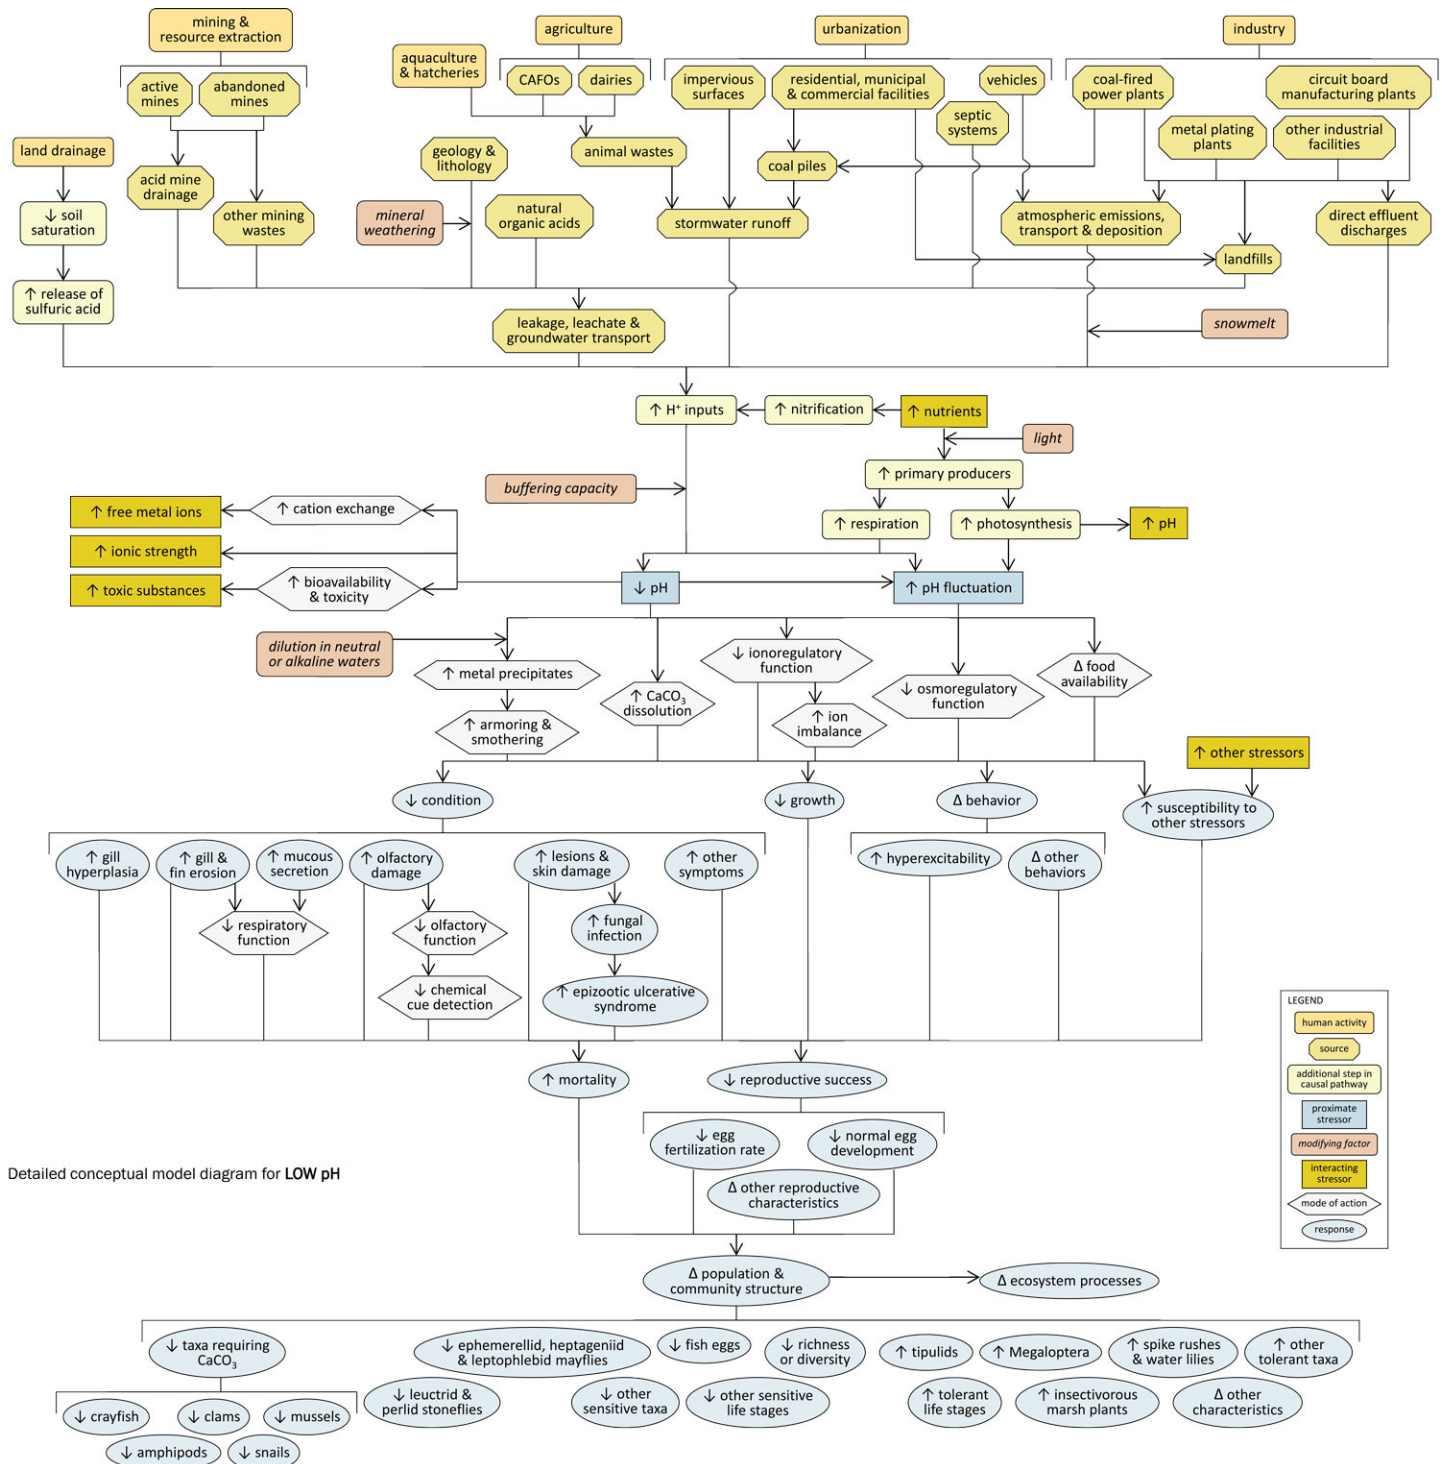 mining &
resource extraction
agriculture
urbanization
industry
aquaculture
& hatcheries
active
mines
abandoned
mines
CAFOs
dairies
impervious
surfaces
residential, municipal
& commercial facilities
vehicles
coal-fired
power plants
circuit board
manufacturing plants
septic
systems
metal plating
plants
other industrial
facilities
land drainage
geology &
lithology
animal wastes
coal piles
acid mine
drainage
↓ soil
saturation
other mining
wastes
mineral
weathering
natural
organic acids
stormwater runoff
atmospheric emissions,
transport & deposition
direct effluent
discharges
landfills
↑ release of
sulfuric acid
leakage, leachate &
groundwater transport
snowmelt
↑ H⁺ inputs
↑ nitrification
↑ nutrients
light
↑ primary producers
buffering capacity
↑ free metal ions
↑ cation exchange
↑ respiration
↑ photosynthesis
↑ pH
↑ ionic strength
↑ toxic substances
↑ bioavailability
& toxicity
↓ pH
↑ pH fluctuation
dilution in neutral
or alkaline waters
↑ metal precipitates
↓ ionoregulatory
function
Δ food
availability
↑ CaCO₃
dissolution
↓ osmoregulatory
function
↑ armoring &
smothering
↑ ion
imbalance
↑ other stressors
↓ condition
↓ growth
Δ behavior
↑ susceptibility to
other stressors
↑ gill
hyperplasia
↑ gill &
fin erosion
↑ mucous
secretion
↑ olfactory
damage
↑ lesions &
skin damage
↑ other
symptoms
↑ hyperexcitability
Δ other
behaviors
↓ respiratory
function
↓ olfactory
function
↑ fungal
infection
↓ chemical
cue detection
↑ epizootic ulcerative
syndrome
LEGEND
human activity
source
additional step in
causal pathway
proximate
stressor
modifying factor
interacting
stressor
mode of action
response
↑ mortality
↓ reproductive success
↓ egg
fertilization rate
↓ normal egg
development
Detailed conceptual model diagram for LOW pH
Δ other reproductive
characteristics
Δ population &
community structure
Δ ecosystem processes
↓ taxa requiring
CaCO₃
↓ ephemerellid, heptageniid
& leptophlebid mayflies
↓ fish eggs
↓ richness
or diversity
↑ tipulids
↑ Megaloptera
↑ spike rushes
& water lilies
↑ other
tolerant taxa
↓ leuctrid &
perlid stoneflies
↓ other
sensitive taxa
↓ other sensitive
life stages
↑ tolerant
life stages
↑ insectivorous
marsh plants
Δ other
characteristics
↓ crayfish
↓ clams
↓ mussels
↓ amphipods
↓ snails